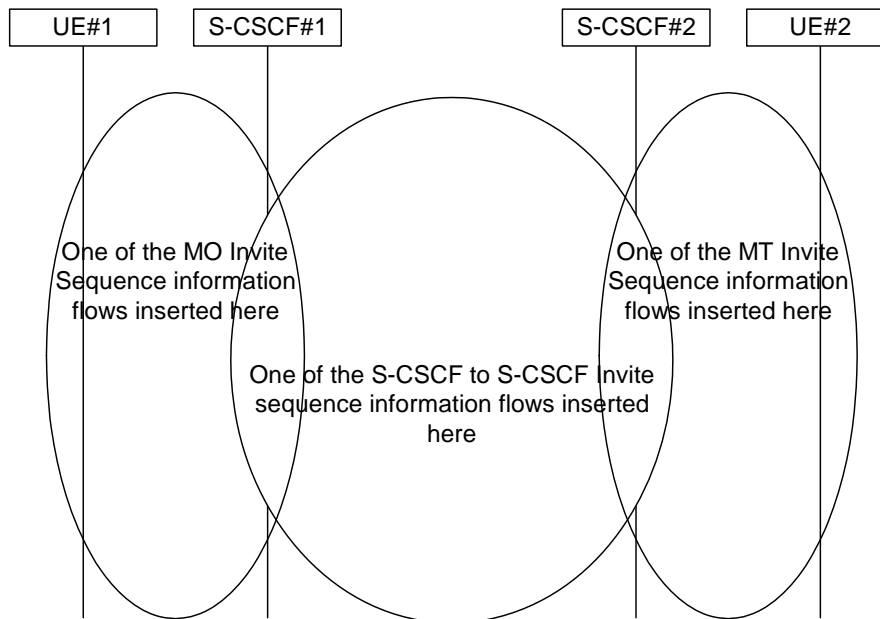 UE#1
S-CSCF#1
S-CSCF#2
UE#2
One of the MO Invite
Sequence information
flows inserted here
One of the S-CSCF to S-CSCF Invite
sequence information flows inserted
here
One of the MT Invite
Sequence information
flows inserted here